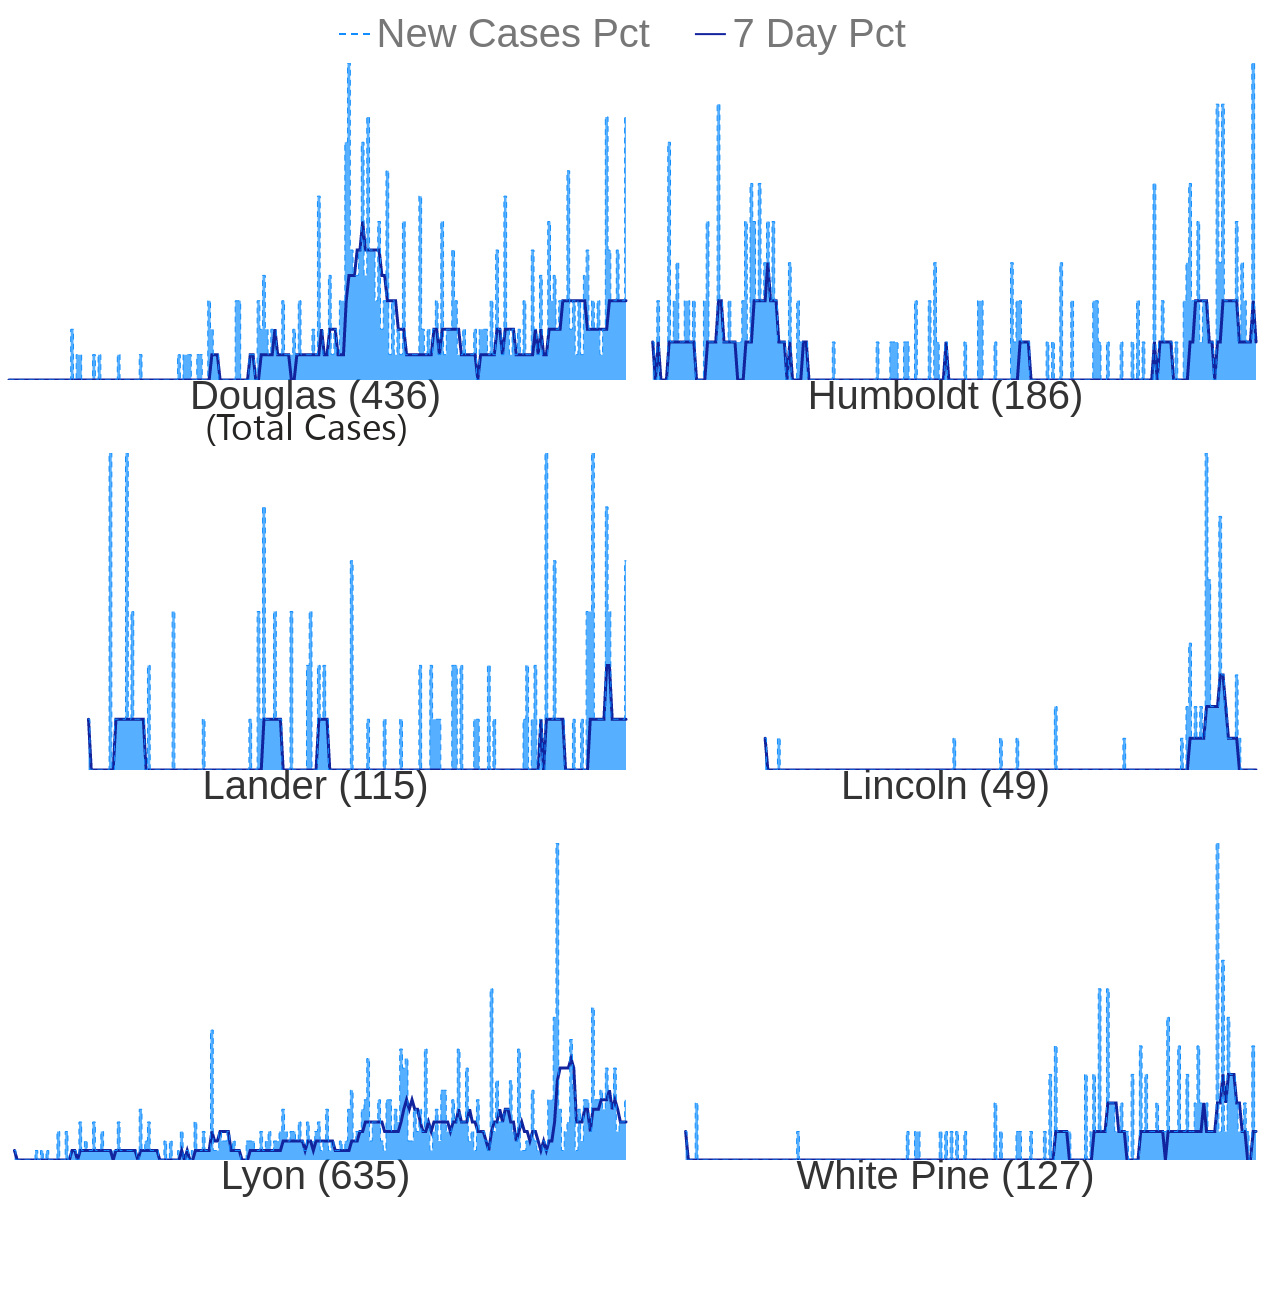 New Cases Pct 7 Day Pct
Douglas (436) Humboldt (186)
(Total Cases)
Lander (115) Lincoln (49)
Lyon (635) White Pine (127)